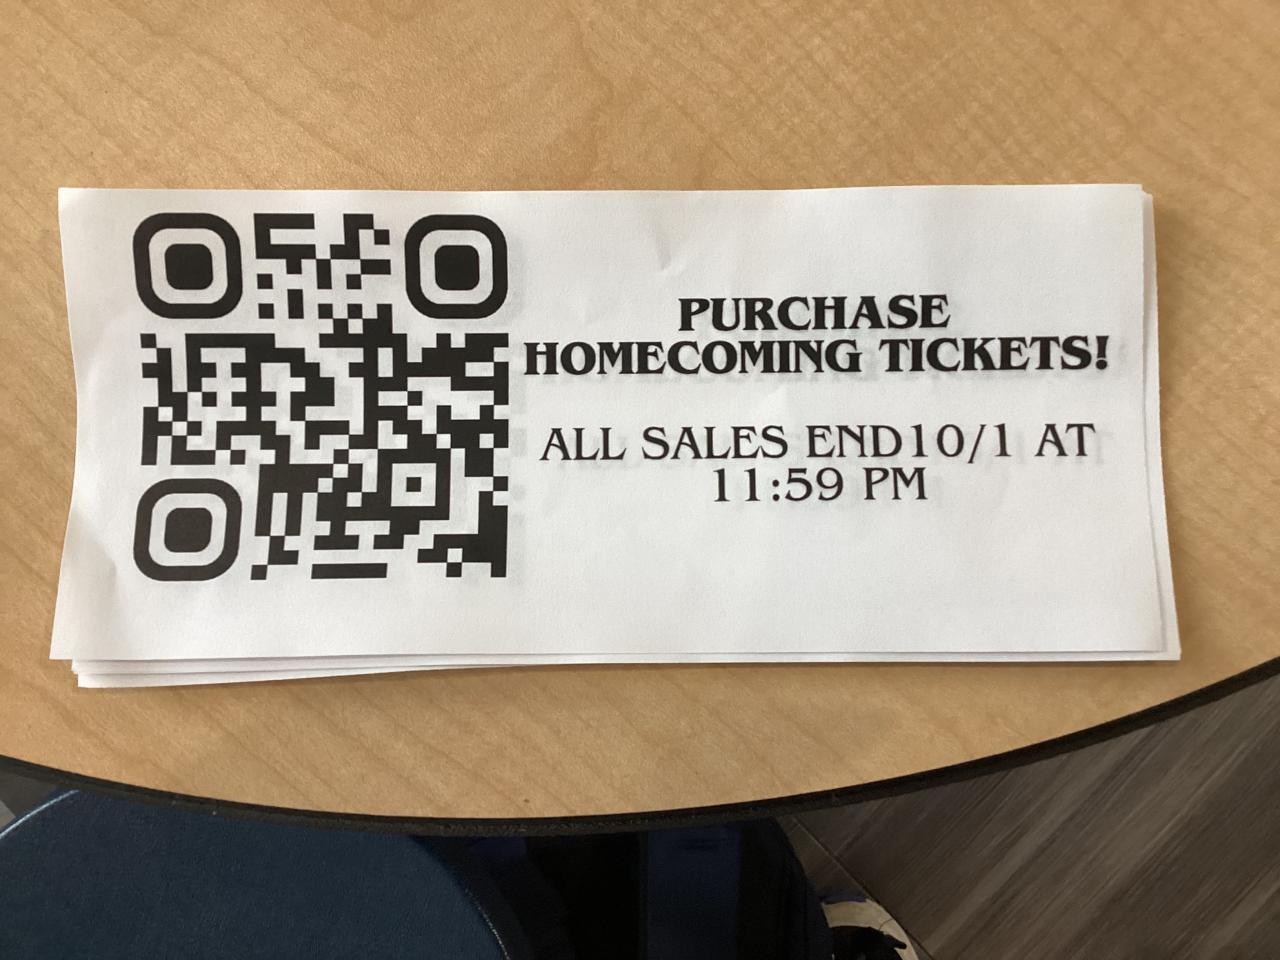 PURCHASE
HOMECOMING TICKETS!
ALL SALES END10/1 AT
11:59 PM